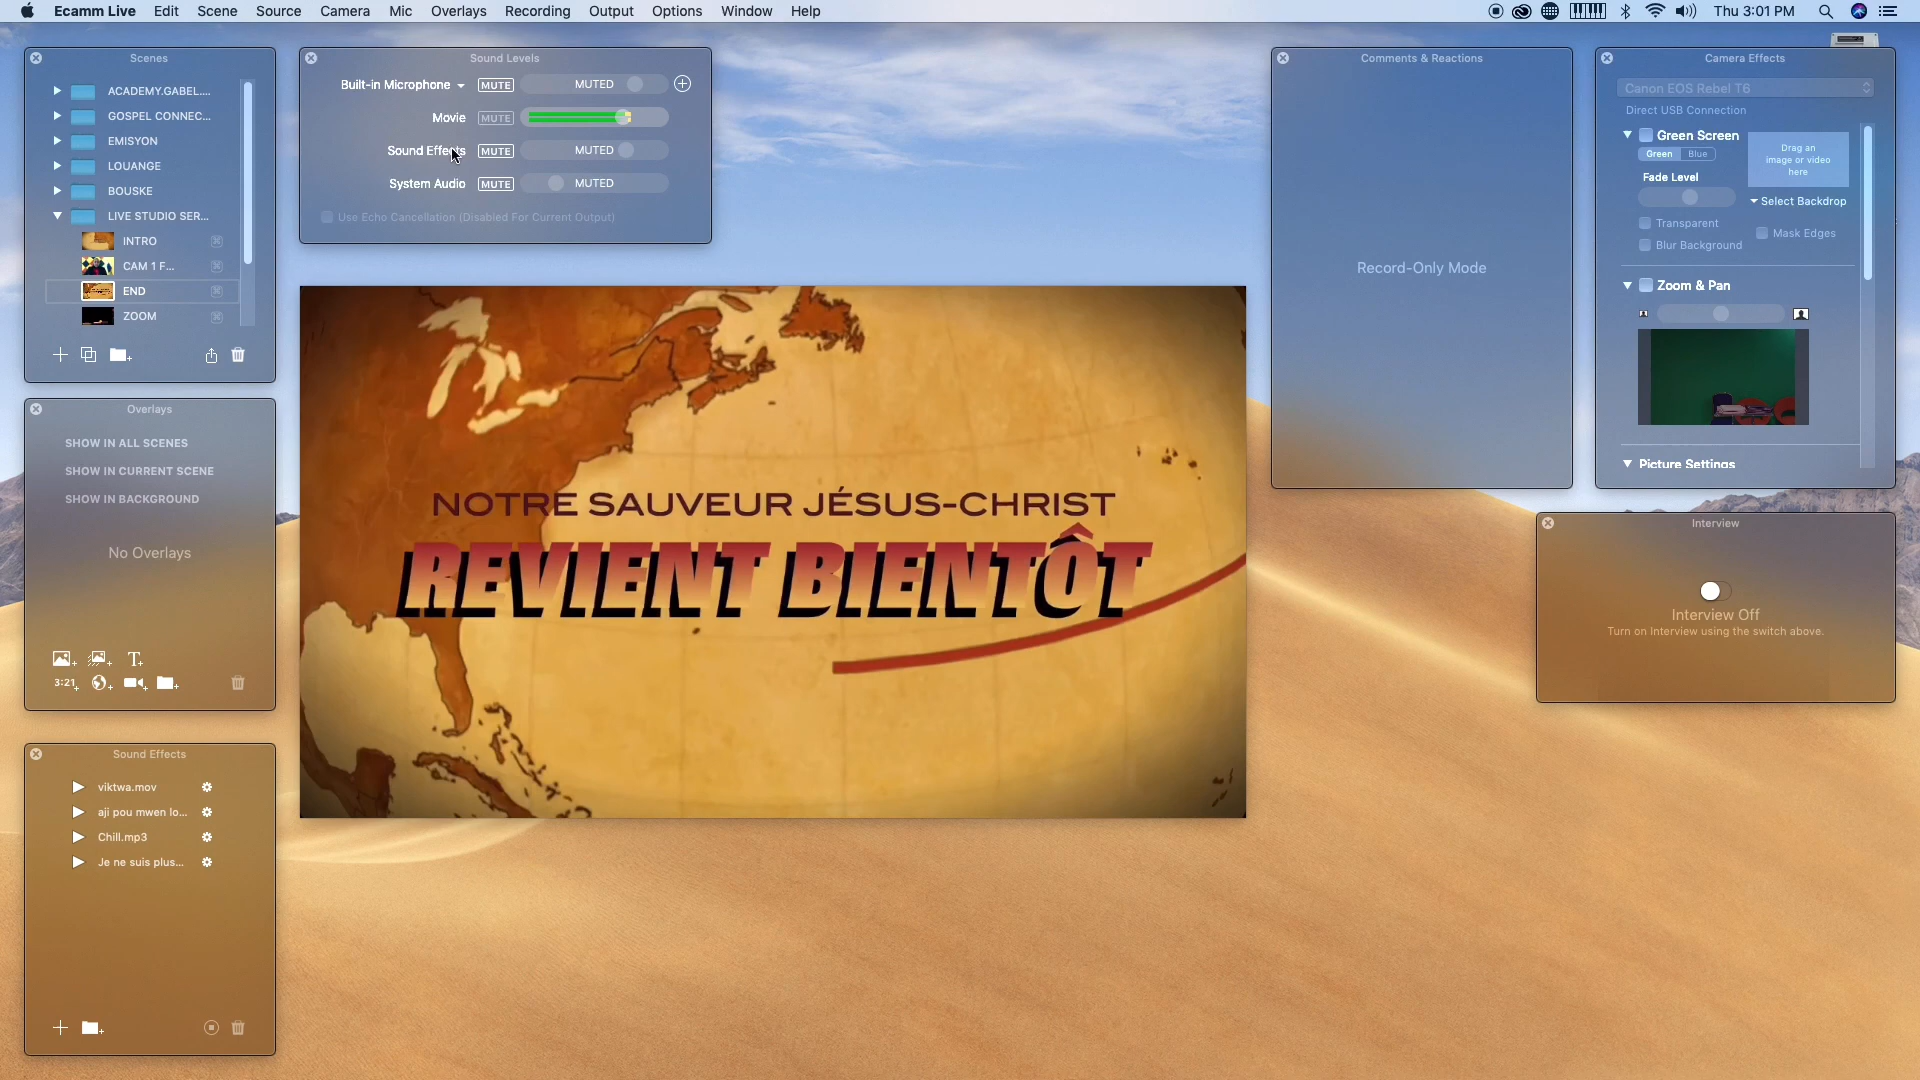 Ecamm Live Edit Scene Source Camera Mic Overlays Recording Output Options Window Help
Thu 3:01 PM
Scenes
ACADEMY.GABEL....
GOSPEL CONNEC...
EMISYON
LOUANGE
BOUSKE
LIVE STUDIO SER...
INTRO
CAM 1 F...
END
ZOOM
Sound Levels
Built-in Microphone MUTE MUTED
Movie MUTE
Sound Effects MUTE MUTED
System Audio MUTE MUTED
Use Echo Cancellation (Disabled For Current Output)
NOTRE SAUVEUR JÉSUS-CHRIST
REVIENT BIENTÔT
Comments & Reactions
Record-Only Mode
Camera Effects
Canon EOS Rebel T6
Direct USB Connection
Green Screen
Green Blue
Drag an
image or video
here
Fade Level
Select Backdrop
Transparent
Mask Edges
Blur Background
Zoom & Pan
Picture Settings
Interview
Interview Off
Turn on Interview using the switch above.
Overlays
SHOW IN ALL SCENES
SHOW IN CURRENT SCENE
SHOW IN BACKGROUND
No Overlays
T+
3:21+
Sound Effects
viktwa.mov
aji pou mwen lo...
Chill.mp3
Je ne suis plus...